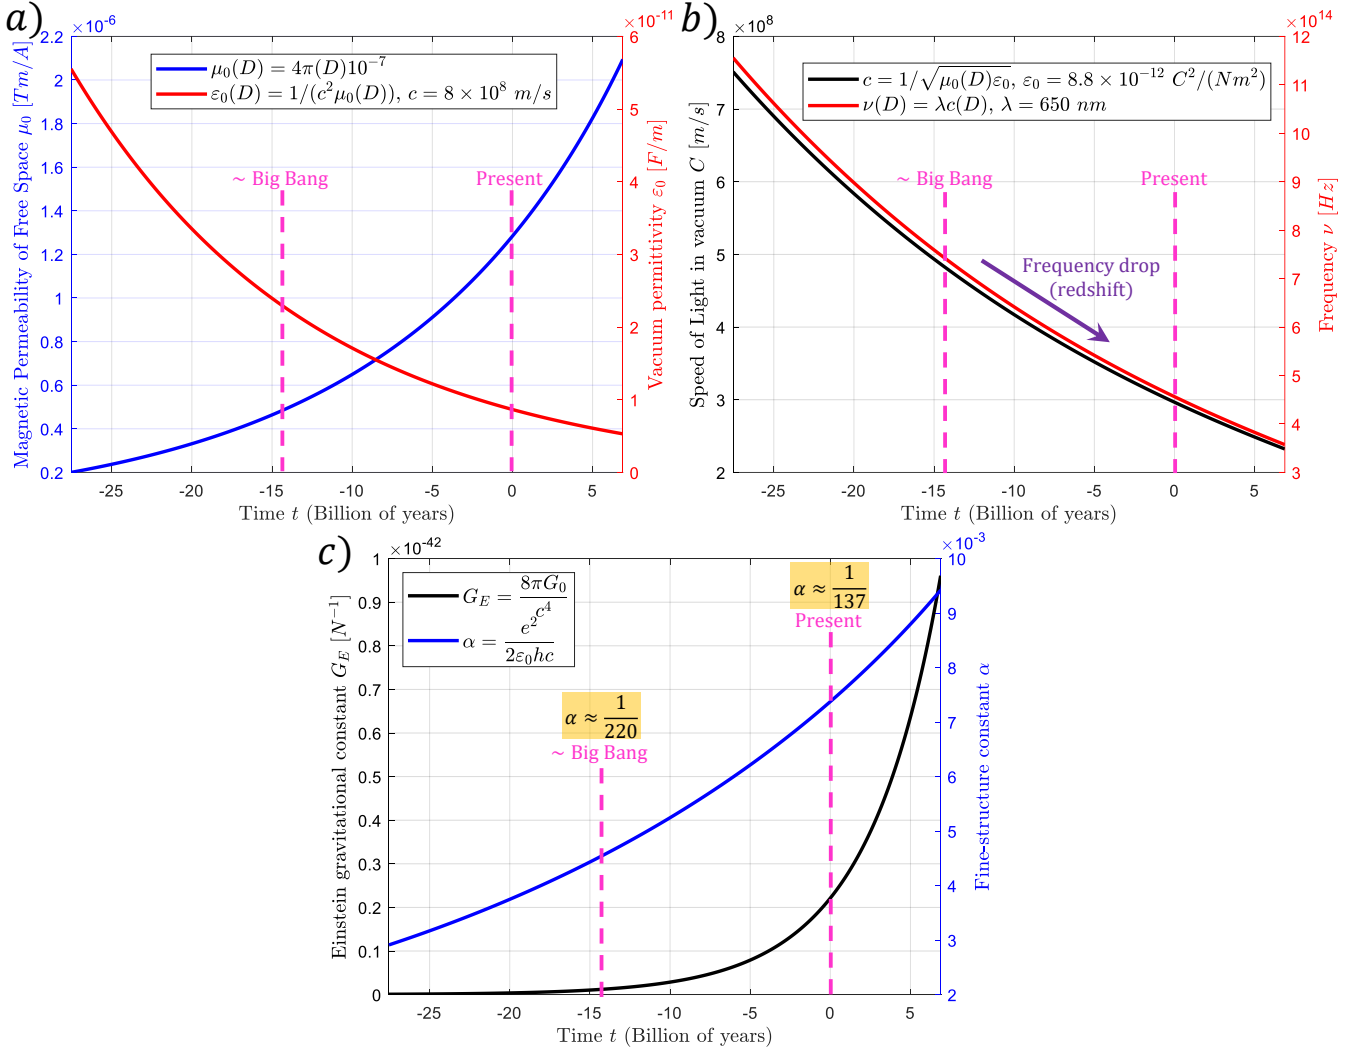 a)
×10^-6
×10^-11
2.2
2
1.8
1.6
1.4
1.2
1
0.8
0.6
0.4
0.2
Magnetic Permeability of Free Space μ₀ [Tm/A]
μ₀(D) = 4π(D)10^-7
ε₀(D) = 1/(c²μ₀(D)), c = 8 × 10^8 m/s
~ Big Bang
Present
6
5
4
3
2
1
0
Vacuum permittivity ε₀ [F/m]
-25 -20 -15 -10 -5 0 5
Time t (Billion of years)
b)
×10^8
×10^14
8
7
6
5
4
3
2
Speed of Light in vacuum C [m/s]
c = 1/√(μ₀(D)ε₀), ε₀ = 8.8 × 10^-12 C²/(Nm²)
ν(D) = λc(D), λ = 650 nm
~ Big Bang
Present
Frequency drop
(redshift)
12
11
10
9
8
7
6
5
4
3
Frequency ν [Hz]
-25 -20 -15 -10 -5 0 5
Time t (Billion of years)
c)
×10^-42
×10^-3
1
0.9
0.8
0.7
0.6
0.5
0.4
0.3
0.2
0.1
0
Einstein gravitational constant G_E [N^-1]
G_E = 8πG₀/c⁴
α = e²/2ε₀hc
α ≈ 1/137
Present
α ≈ 1/220
~ Big Bang
10
9
8
7
6
5
4
3
2
Fine-structure constant α
-25 -20 -15 -10 -5 0 5
Time t (Billion of years)